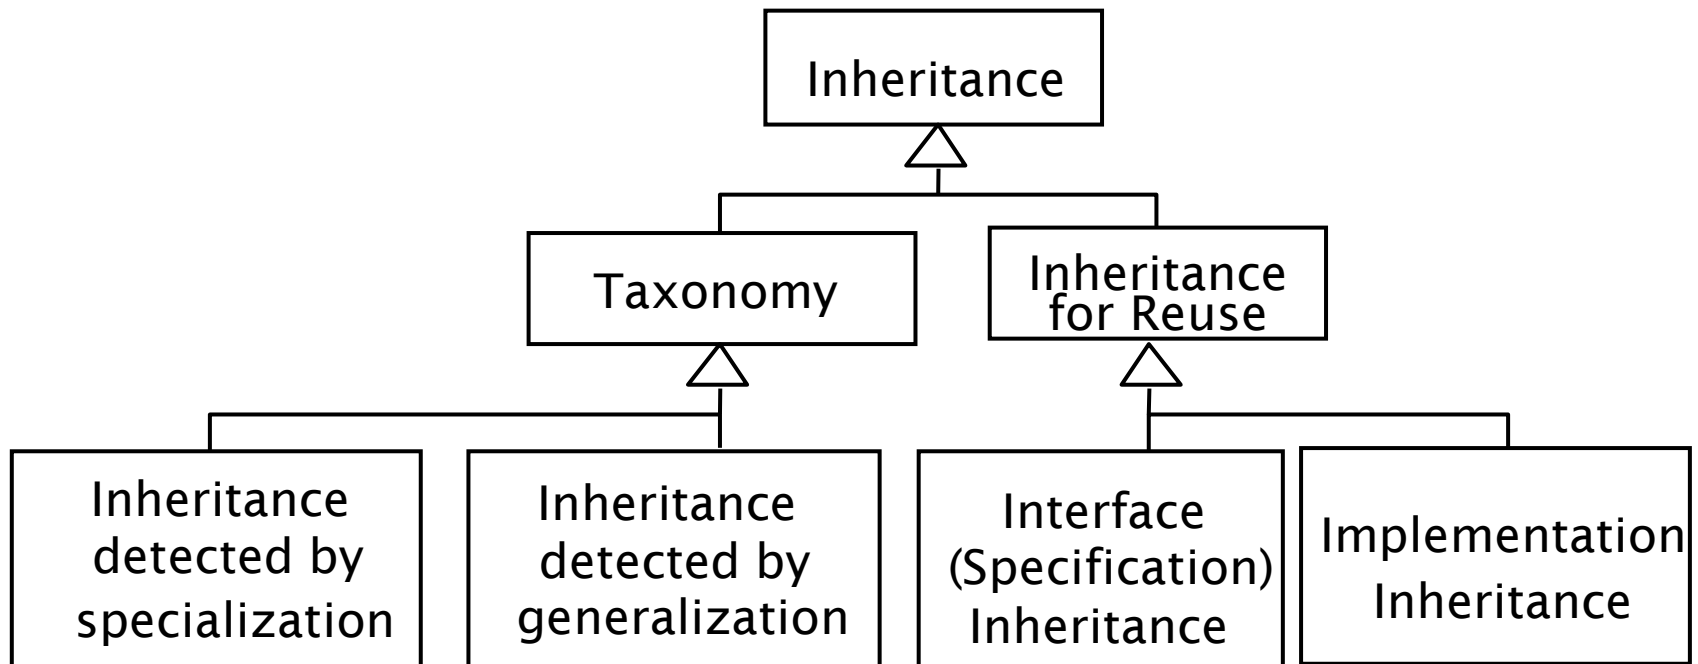 Inheritance
Taxonomy
Inheritance
for Reuse
Inheritance
detected by
specialization
Inheritance
detected by
generalization
Interface
(Specification)
Inheritance
Implementation
Inheritance